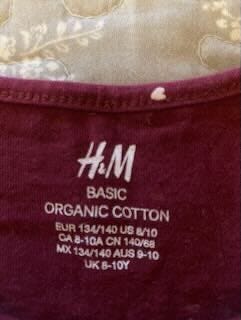 H&M
BASIC
ORGANIC COTTON
EUR 134/140 US 8/10
CA 8-10A CN 140/68
MX 134/140 AUS 9-10
UK 8-10Y